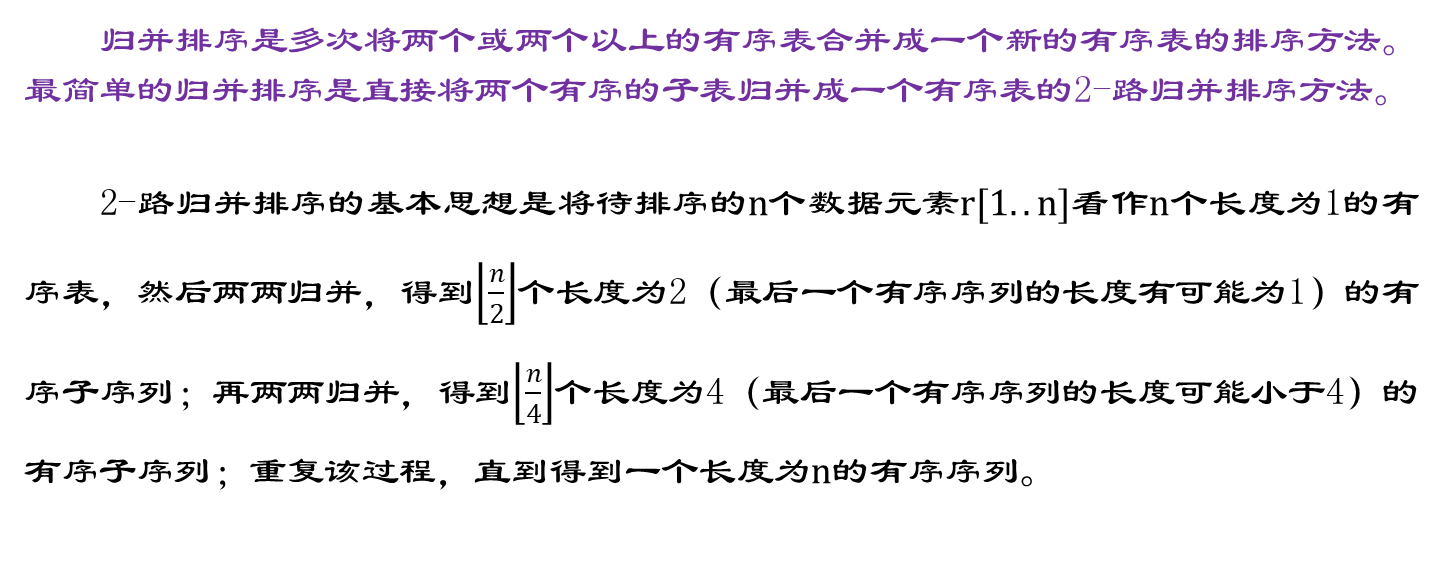 归并排序是多次将两个或两个以上的有序表合并成一个新的有序表的排序方法。
最简单的归并排序是直接将两个有序的子表归并成一个有序表的2-路归并排序方法。
2-路归并排序的基本思想是将待排序的n个数据元素r[1..n]看作n个长度为1的有
序表，然后两两归并，得到⌊n/2⌋个长度为2（最后一个有序序列的长度有可能为1）的有
序子序列；再两两归并，得到⌊n/4⌋个长度为4（最后一个有序序列的长度可能小于4）的
有序子序列；重复该过程，直到得到一个长度为n的有序序列。